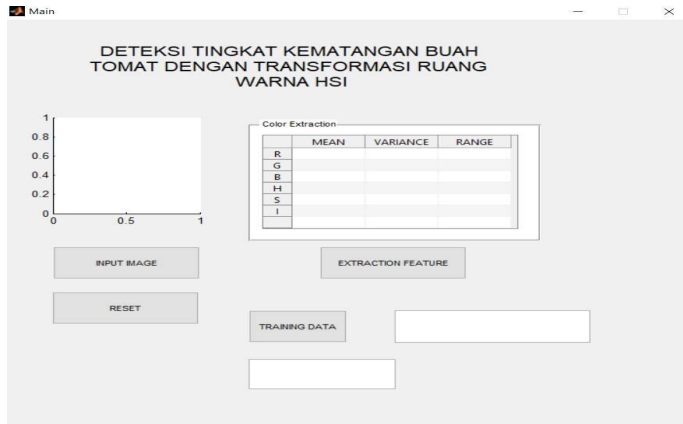 Main
DETEKSI TINGKAT KEMATANGAN BUAH
TOMAT DENGAN TRANSFORMASI RUANG
WARNA HSI
1
0.8
0.6
0.4
0.2
0
0 0.5 1
Color Extraction
MEAN VARIANCE RANGE
R
G
B
H
S
I
INPUT IMAGE
EXTRACTION FEATURE
RESET
TRAINING DATA